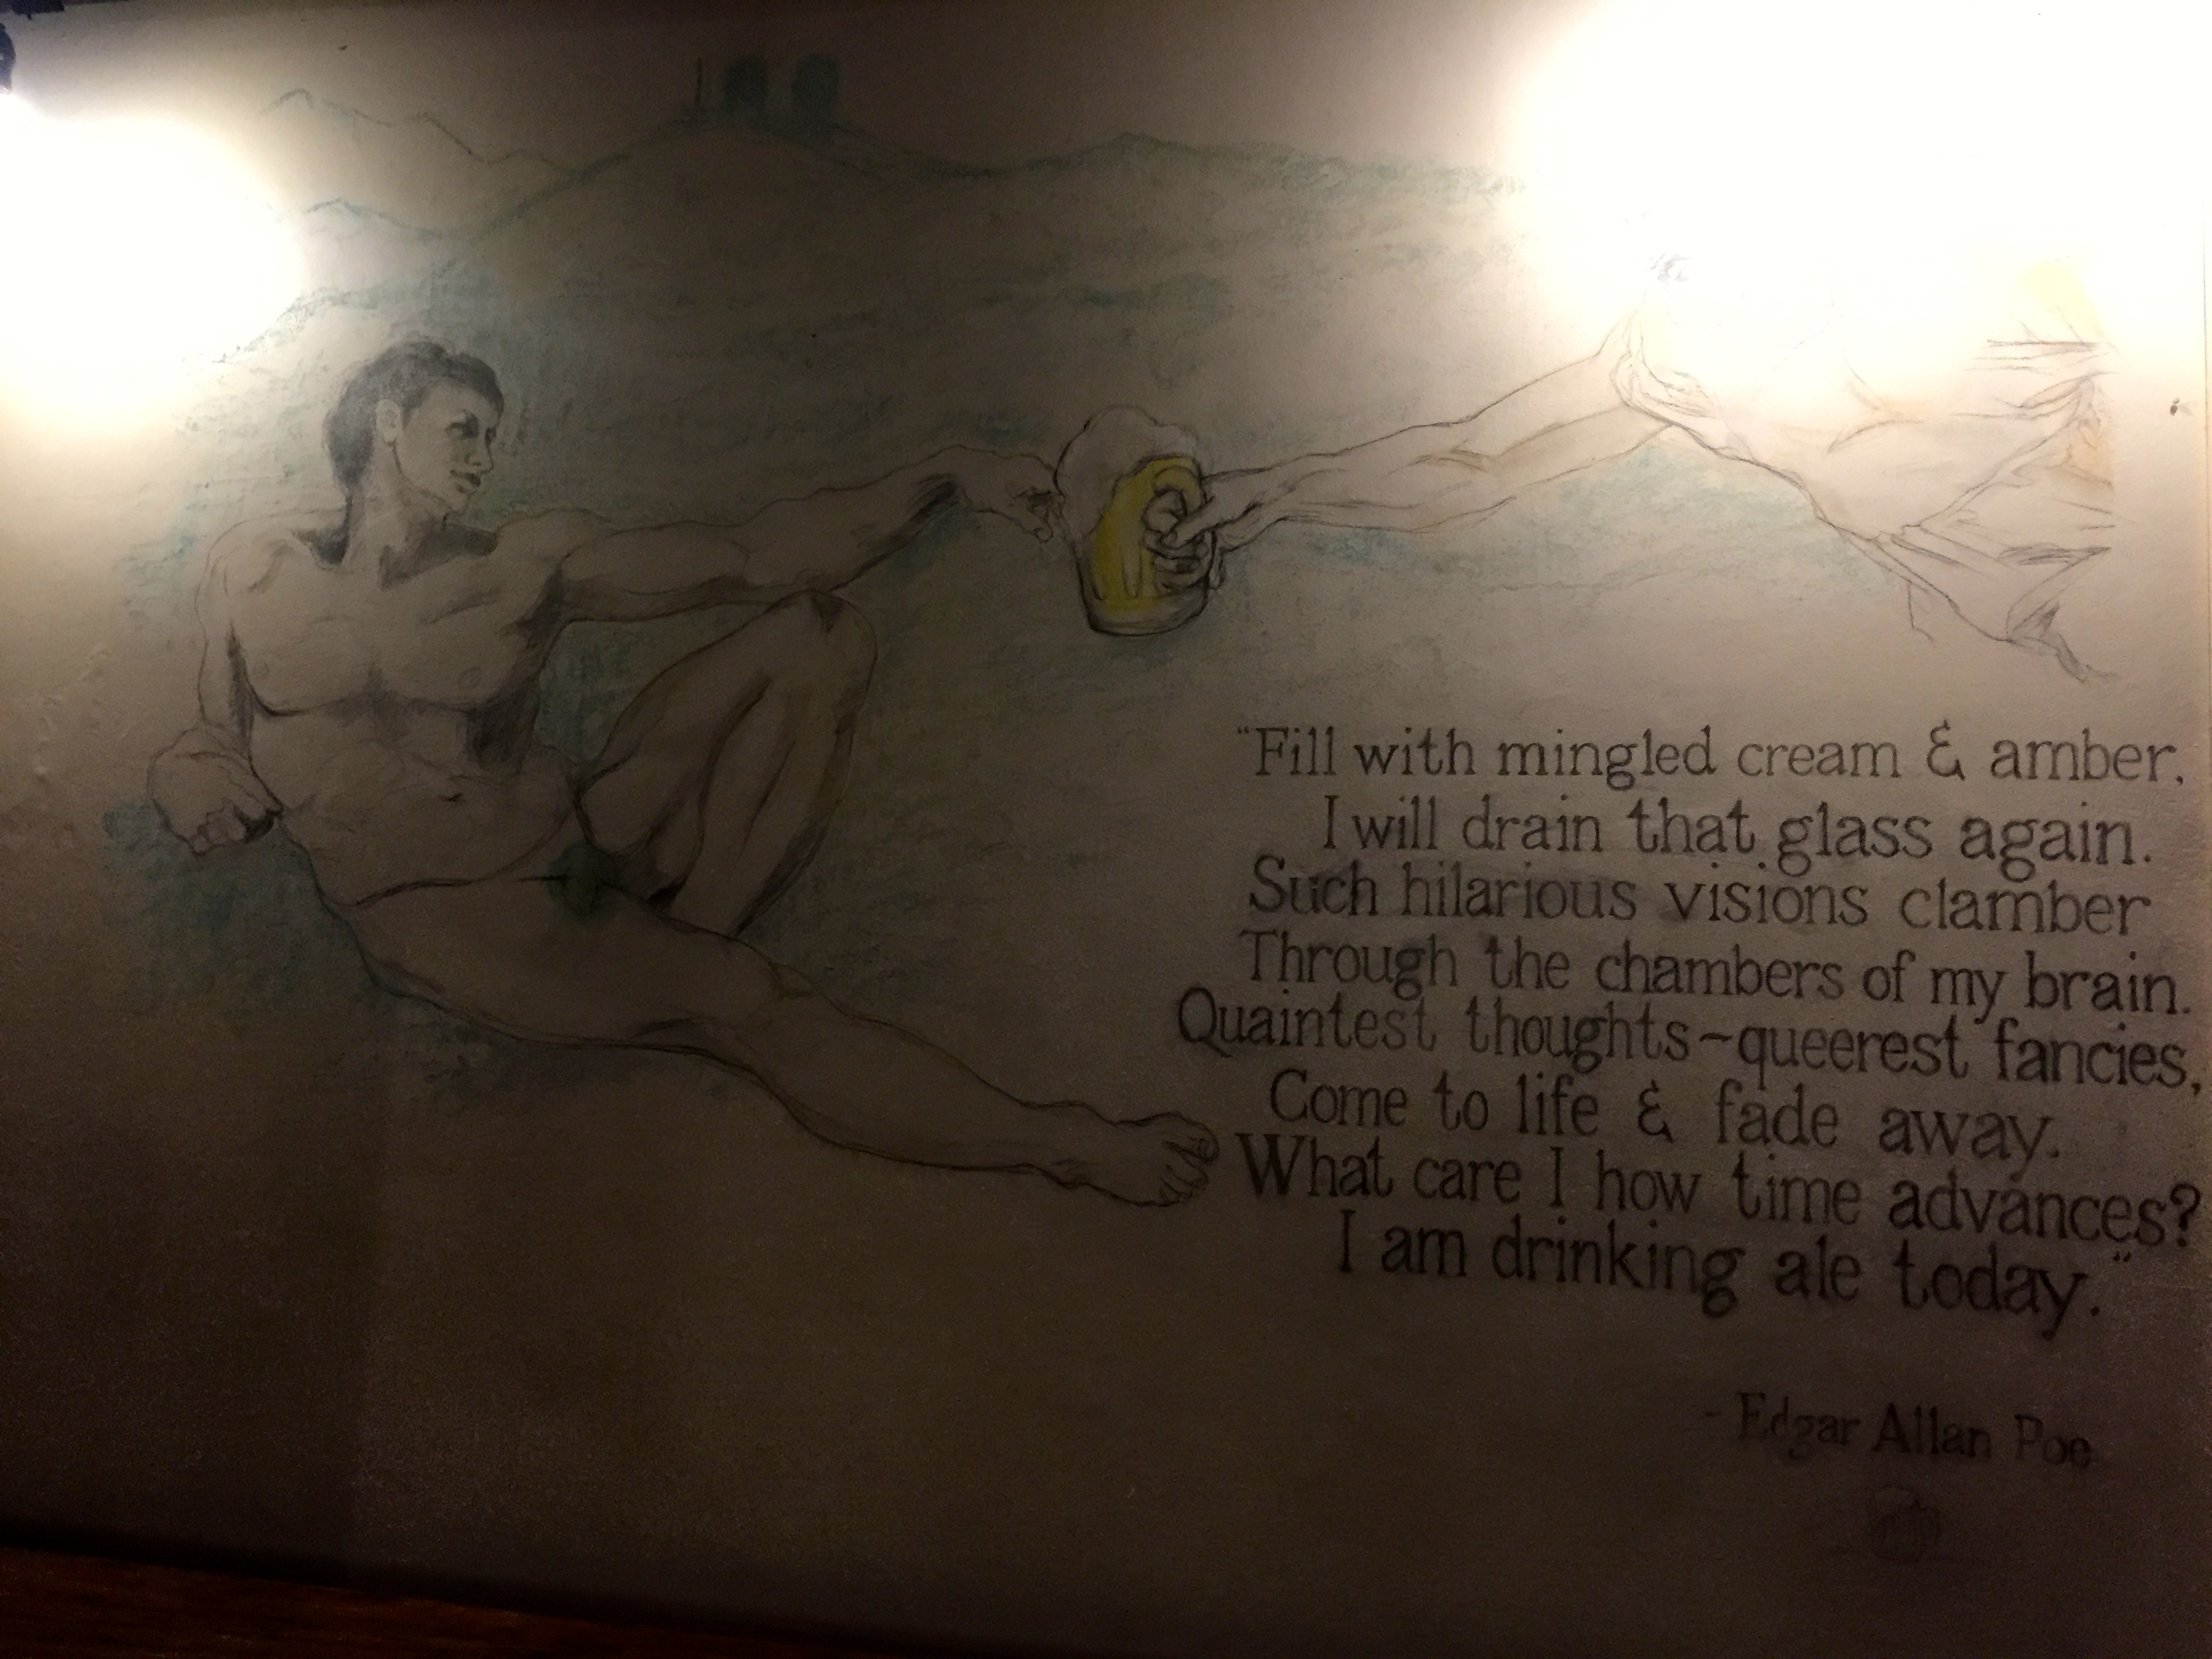 "Fill with mingled cream & amber,
I will drain that glass again.
Such hilarious visions clamber
Through the chambers of my brain.
Quaintest thoughts~queerest fancies,
Come to life & fade away.
What care I how time advances?
I am drinking ale today."
- Edgar Allan Poe